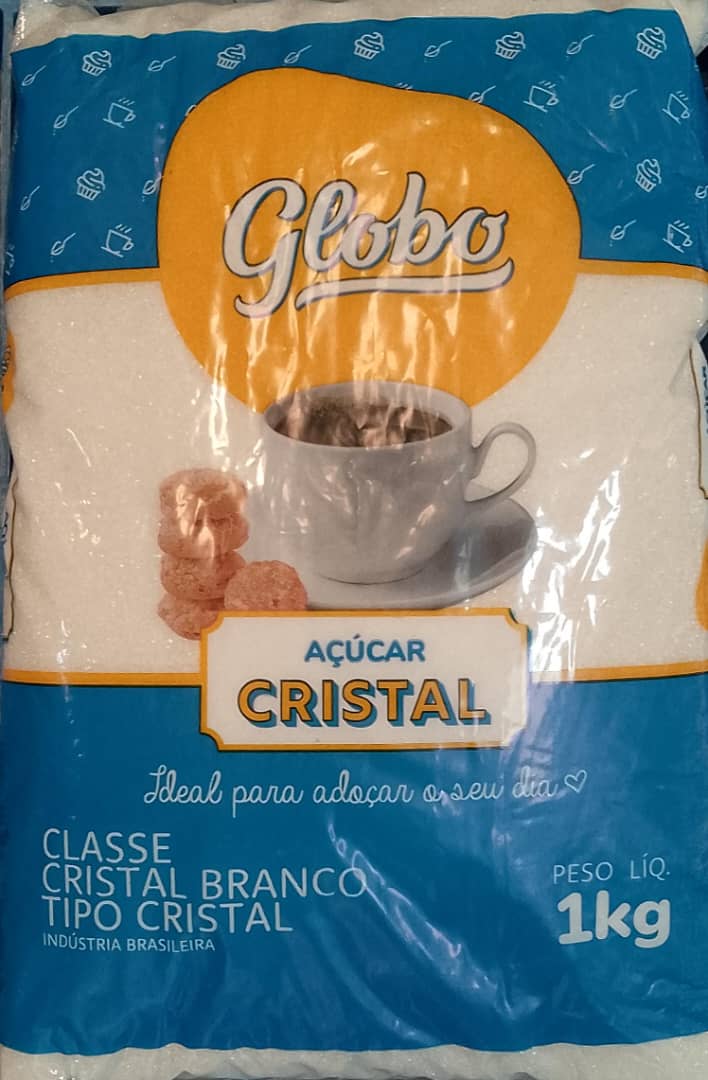 Globo
AÇÚCAR
CRISTAL
Ideal para adoçar o seu dia
CLASSE
CRISTAL BRANCO
TIPO CRISTAL
INDÚSTRIA BRASILEIRA
PESO LÍQ.
1kg